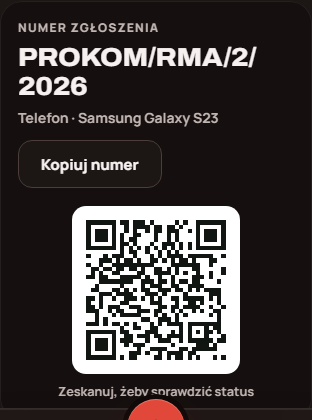 NUMER ZGŁOSZENIA
PROKOM/RMA/2/
2026
Telefon · Samsung Galaxy S23
Kopiuj numer
Zeskanuj, żeby sprawdzić status